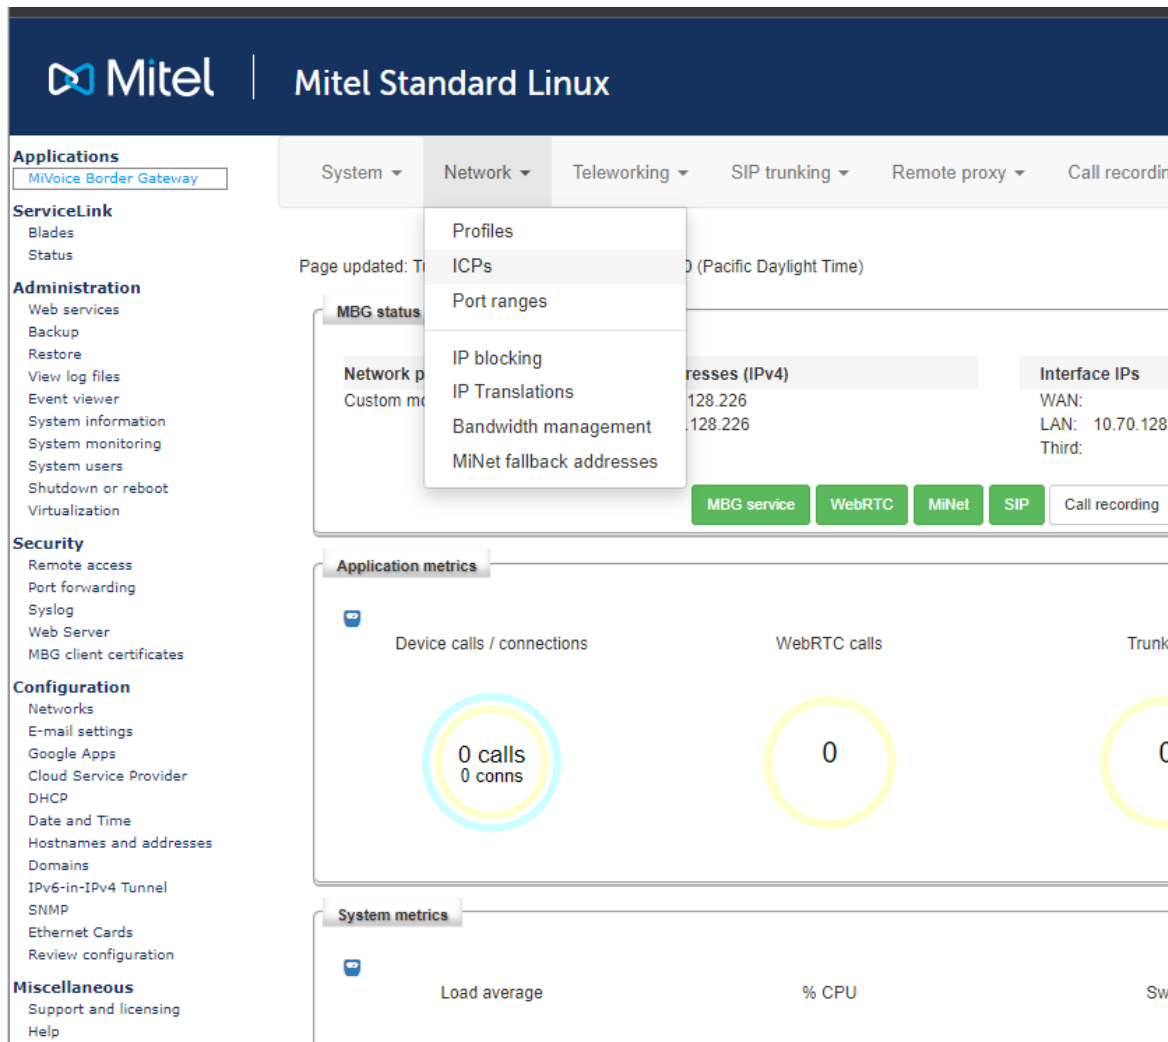 Mitel
Mitel Standard Linux
Applications
MiVoice Border Gateway
ServiceLink
Blades
Status
Administration
Web services
Backup
Restore
View log files
Event viewer
System information
System monitoring
System users
Shutdown or reboot
Virtualization
Security
Remote access
Port forwarding
Syslog
Web Server
MBG client certificates
Configuration
Networks
E-mail settings
Google Apps
Cloud Service Provider
DHCP
Date and Time
Hostnames and addresses
Domains
IPv6-in-IPv4 Tunnel
SNMP
Ethernet Cards
Review configuration
Miscellaneous
Support and licensing
Help
System Network Teleworking SIP trunking Remote proxy Call recordin
Profiles
ICPs
Port ranges
IP blocking
IP Translations
Bandwidth management
MiNet fallback addresses
Page updated: 0 (Pacific Daylight Time)
MBG status
Network p resses (IPv4) Interface IPs
Custom mo 128.226 WAN:
.128.226 LAN: 10.70.128
Third:
MBG service WebRTC MiNet SIP Call recording
Application metrics
Device calls / connections WebRTC calls Trunk
0 calls 0
0 conns
System metrics
Load average % CPU Sw